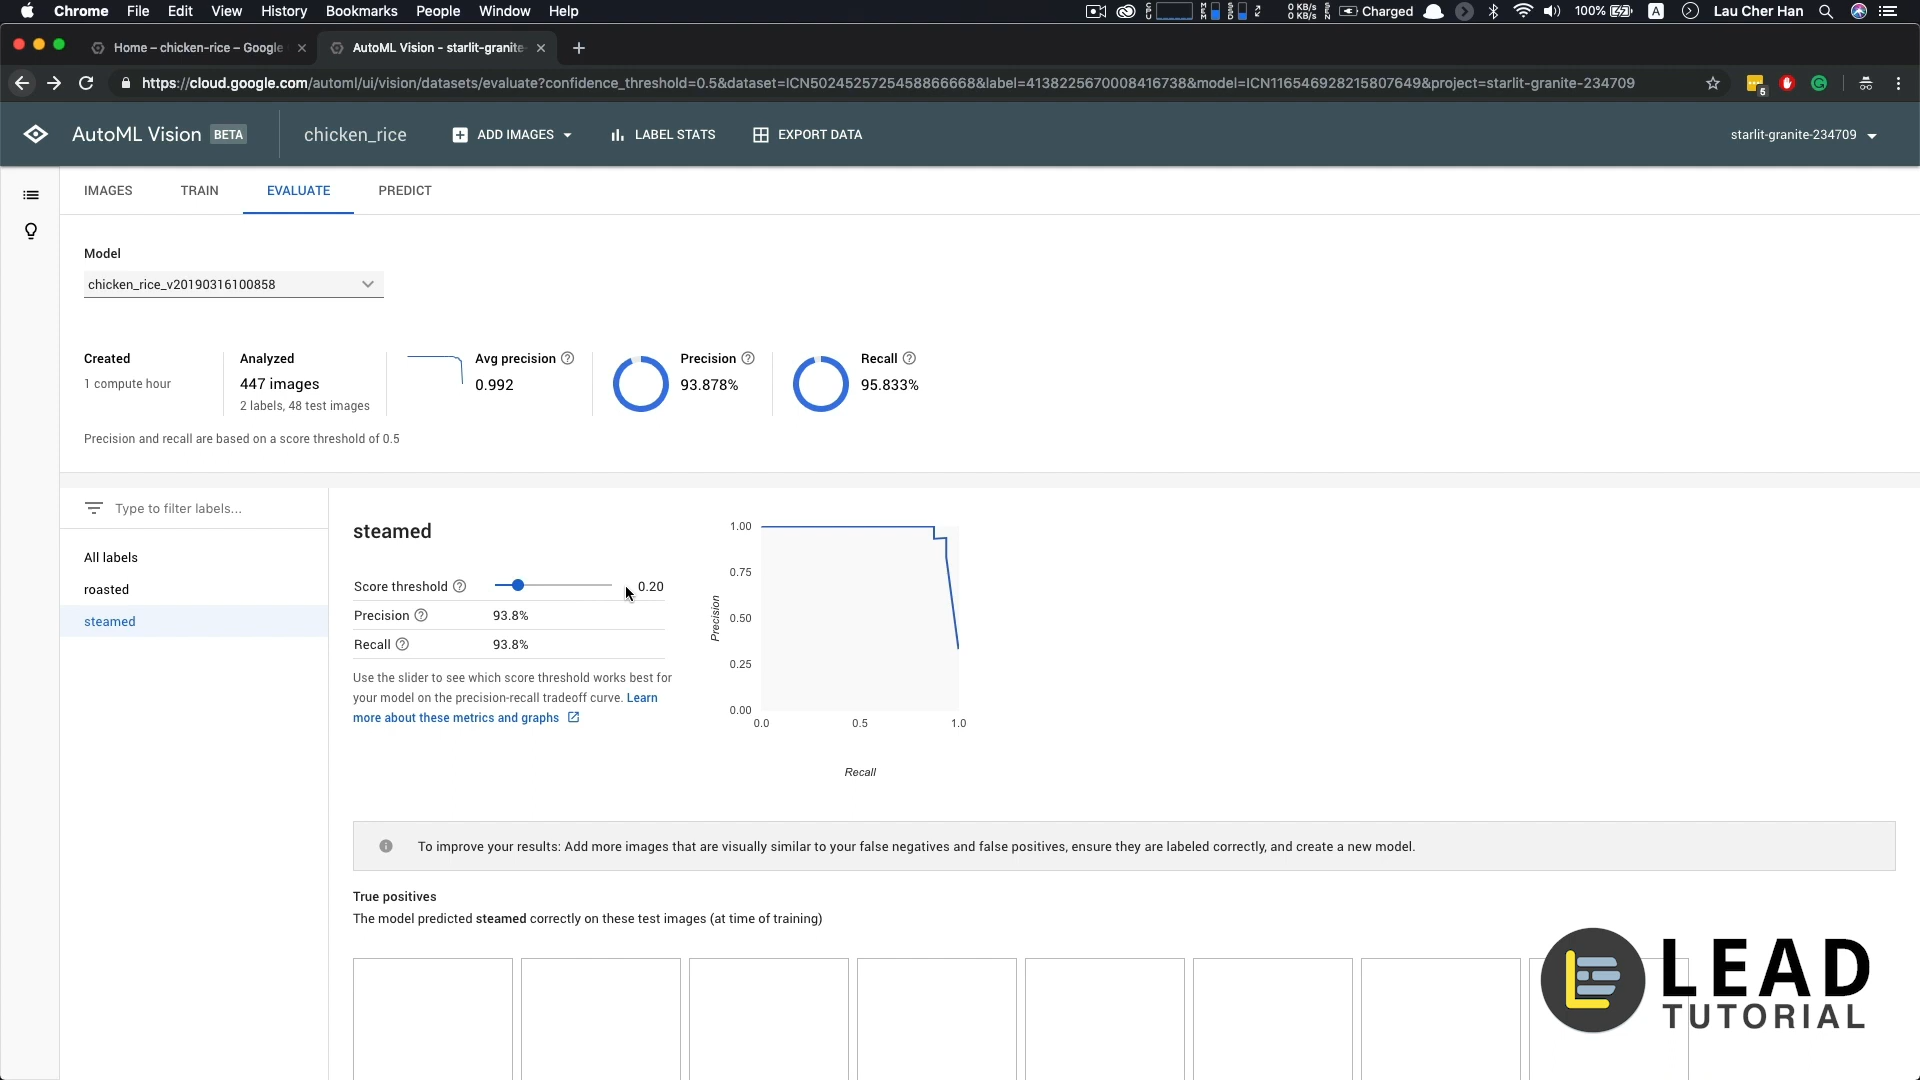 Chrome File Edit View History Bookmarks People Window Help
0 KB/s
0 KB/s
Charged
100%
A
Lau Cher Han
Home – chicken-rice – Google
AutoML Vision - starlit-granite-
https://cloud.google.com/automl/ui/vision/datasets/evaluate?confidence_threshold=0.5&dataset=ICN5024525725458866668&label=4138225670008416738&model=ICN116546928215807649&project=starlit-granite-234709
5
AutoML Vision BETA
chicken_rice
ADD IMAGES
LABEL STATS
EXPORT DATA
starlit-granite-234709
IMAGES TRAIN EVALUATE PREDICT
Model
chicken_rice_v20190316100858
Created
1 compute hour
Analyzed
447 images
2 labels, 48 test images
Avg precision
0.992
Precision
93.878%
Recall
95.833%
Precision and recall are based on a score threshold of 0.5
Type to filter labels...
All labels
roasted
steamed
steamed
Score threshold 0.20
Precision 93.8%
Recall 93.8%
Use the slider to see which score threshold works best for
your model on the precision-recall tradeoff curve. Learn
more about these metrics and graphs
1.00
0.75
0.50
0.25
0.00
Precision
0.0 0.5 1.0
Recall
To improve your results: Add more images that are visually similar to your false negatives and false positives, ensure they are labeled correctly, and create a new model.
True positives
The model predicted steamed correctly on these test images (at time of training)
LEAD
TUTORIAL